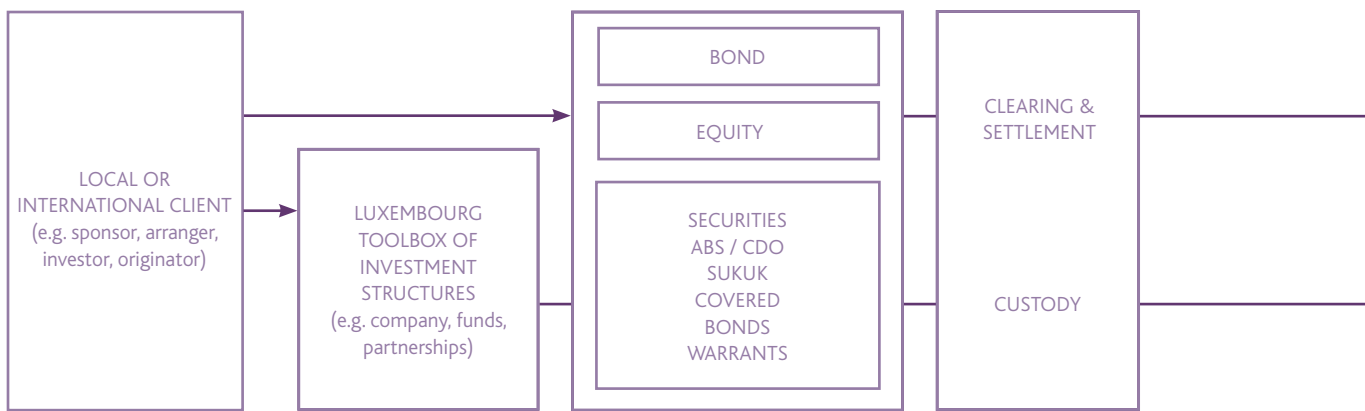 LOCAL OR
INTERNATIONAL CLIENT
(e.g. sponsor, arranger,
investor, originator)
LUXEMBOURG
TOOLBOX OF
INVESTMENT
STRUCTURES
(e.g. company, funds,
partnerships)
BOND
EQUITY
SECURITIES
ABS / CDO
SUKUK
COVERED
BONDS
WARRANTS
CLEARING &
SETTLEMENT
CUSTODY